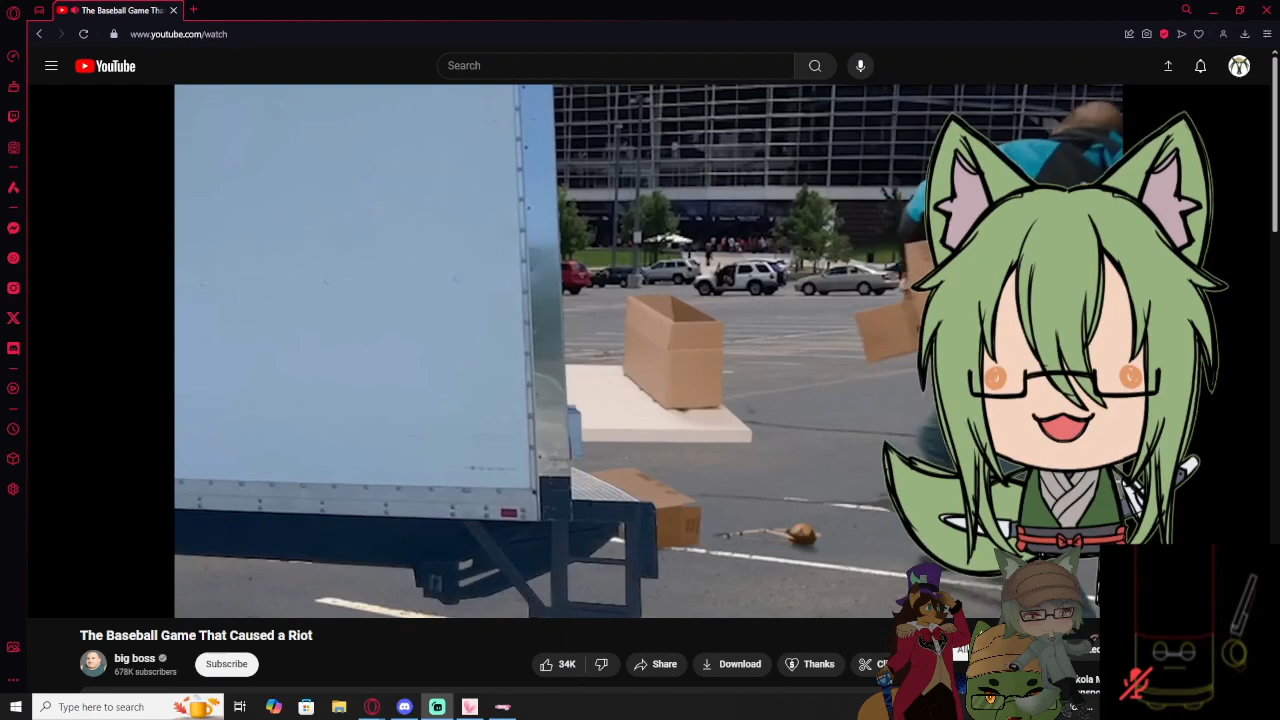 The Baseball Game Tha
www.youtube.com/watch
YouTube
Search
The Baseball Game That Caused a Riot
big boss
678K subscribers
Subscribe
34K
Share
Download
Thanks
Type here to search